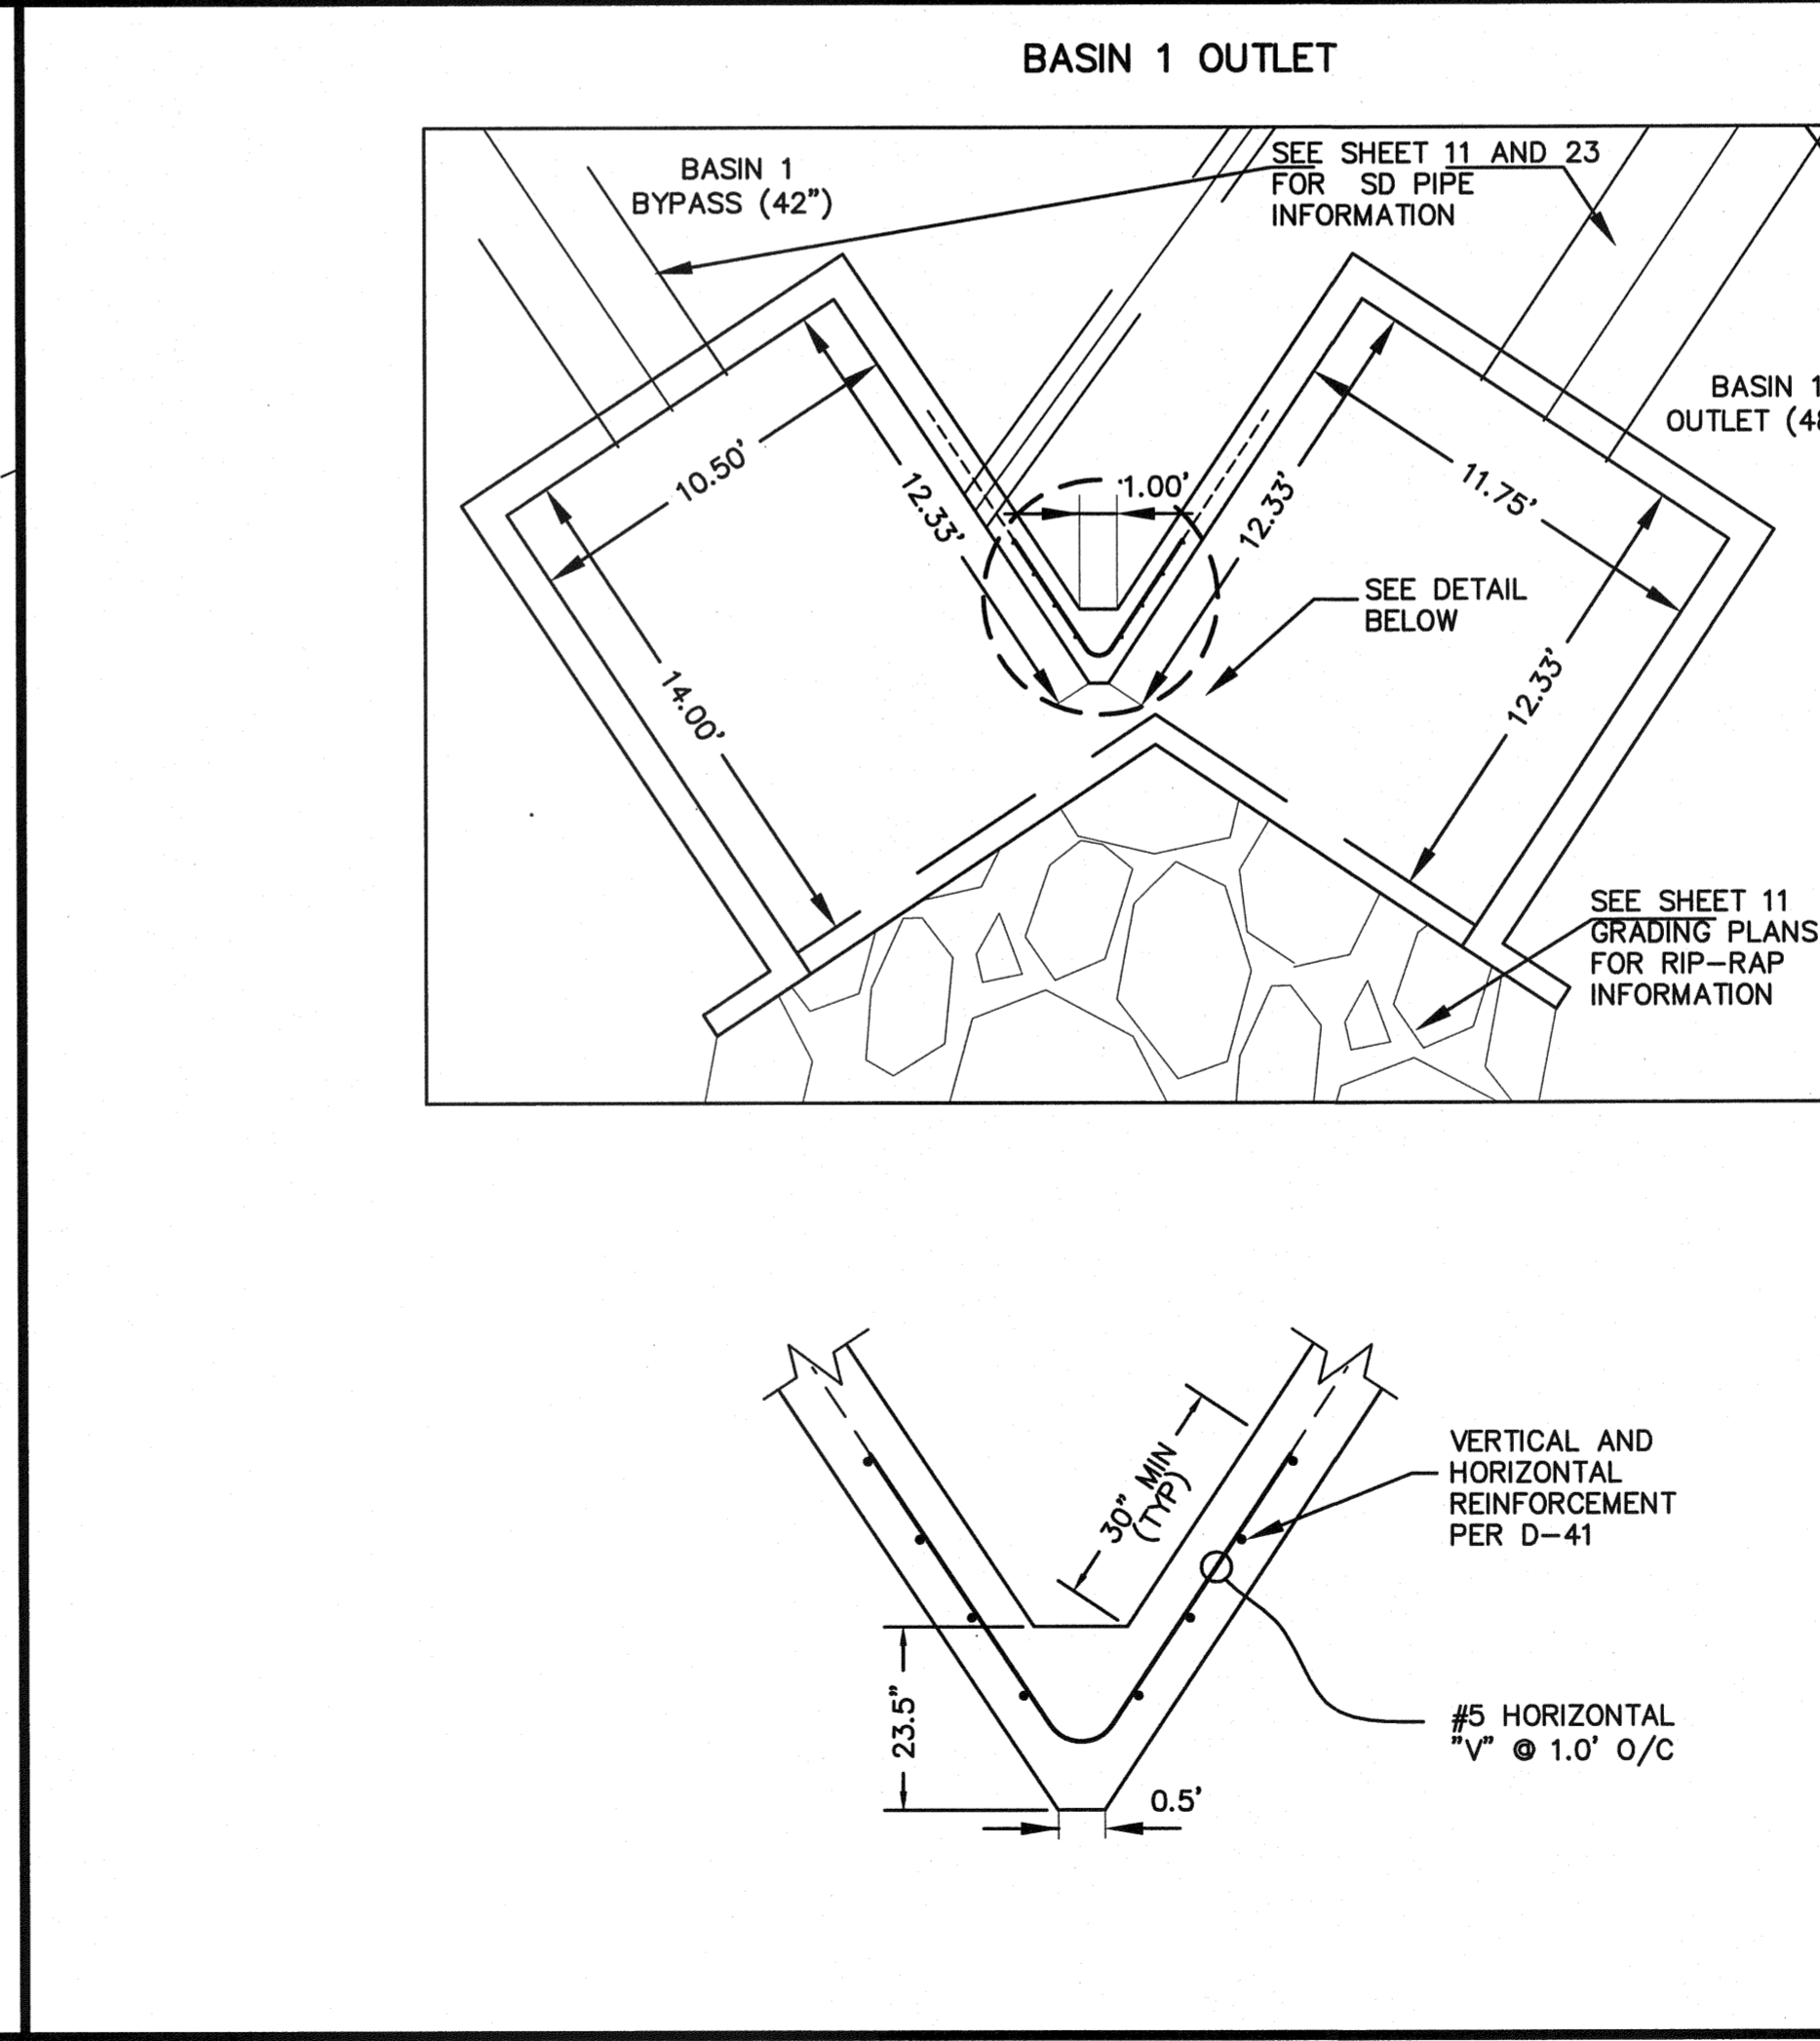 BASIN 1 OUTLET
BASIN 1
BYPASS (42")
SEE SHEET 11 AND 23
FOR SD PIPE
INFORMATION
BASIN 1
OUTLET
10.50'
12.33'
1.00'
12.33'
11.75'
14.00'
12.33'
SEE DETAIL
BELOW
SEE SHEET 11
GRADING PLANS
FOR RIP-RAP
INFORMATION
30" MIN
(TYP)
VERTICAL AND
HORIZONTAL
REINFORCEMENT
PER D-41
23.5"
0.5'
#5 HORIZONTAL
"V" @ 1.0' O/C